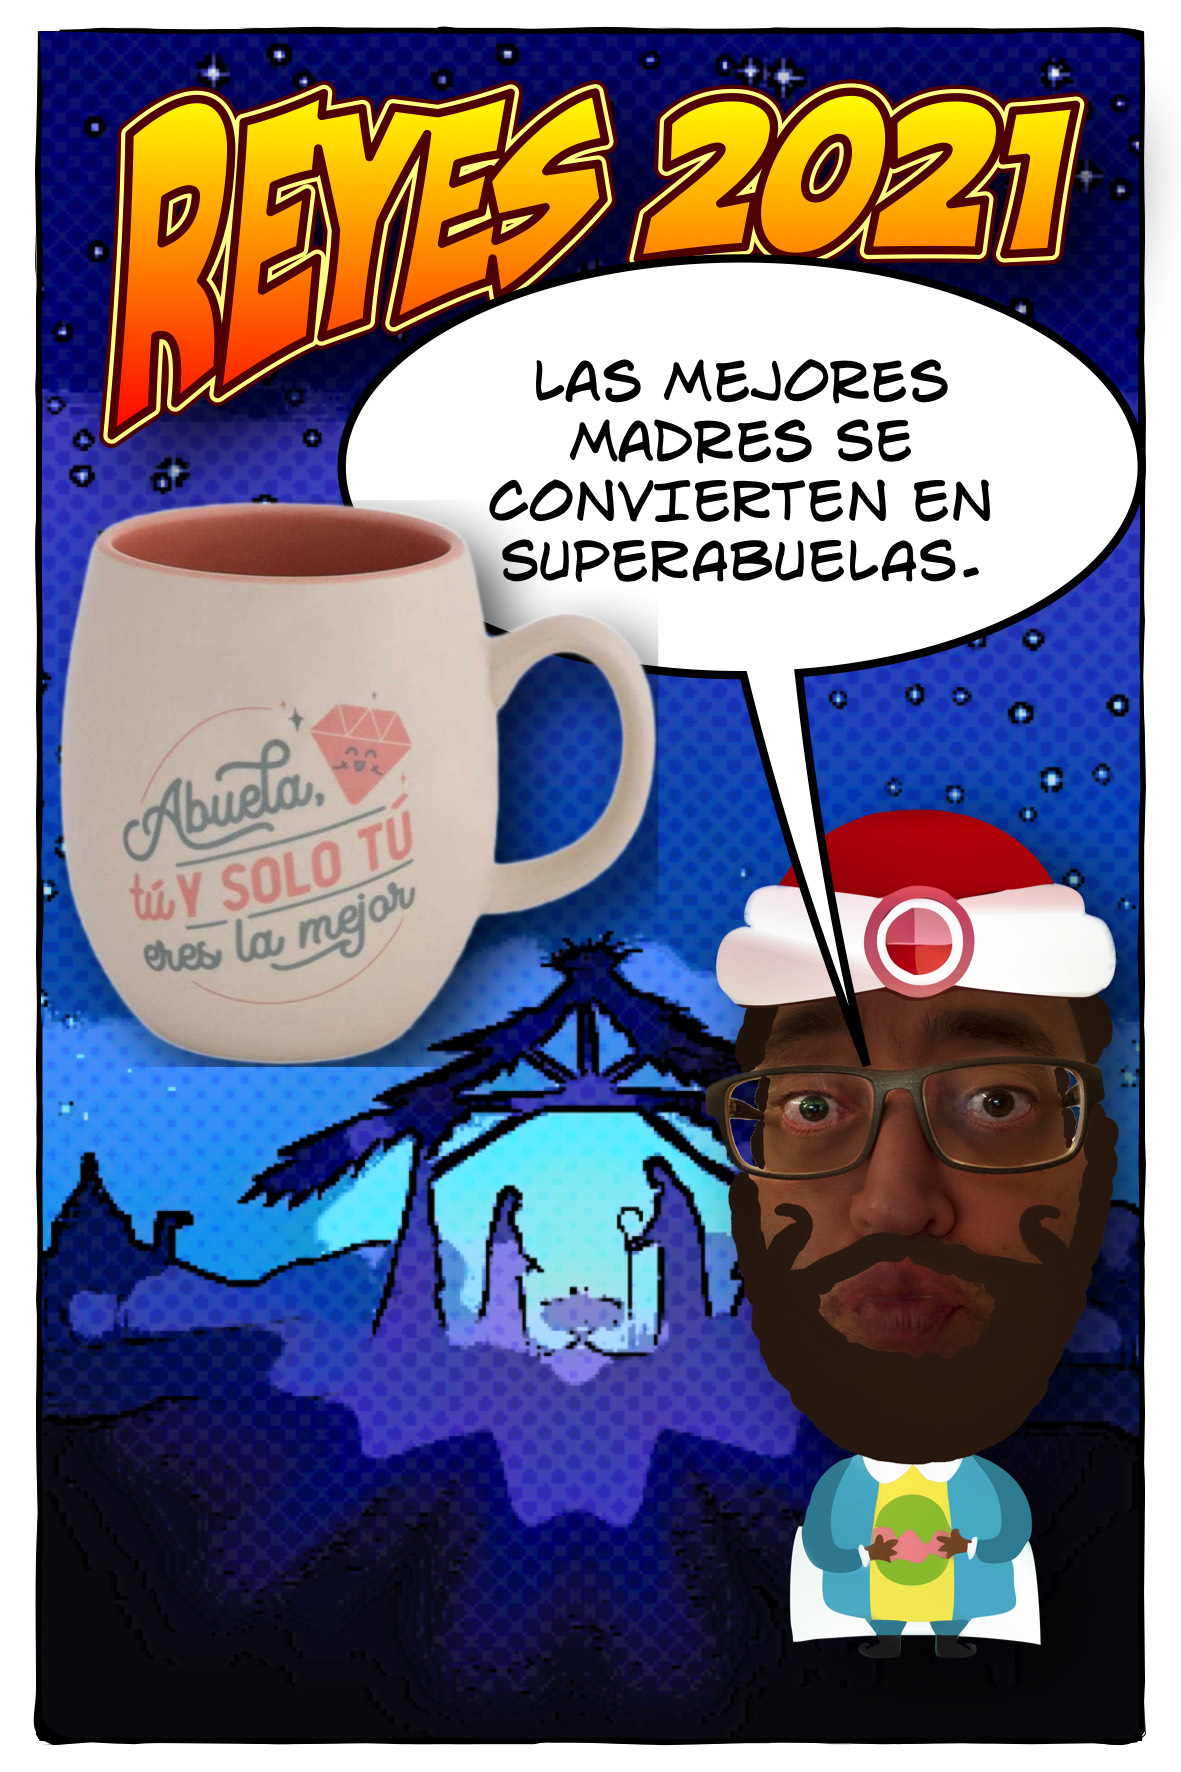 REYES 2021
LAS MEJORES
MADRES SE
CONVIERTEN EN
SUPERABUELAS.
Abuela,
tú Y SOLO TÚ
eres la mejor